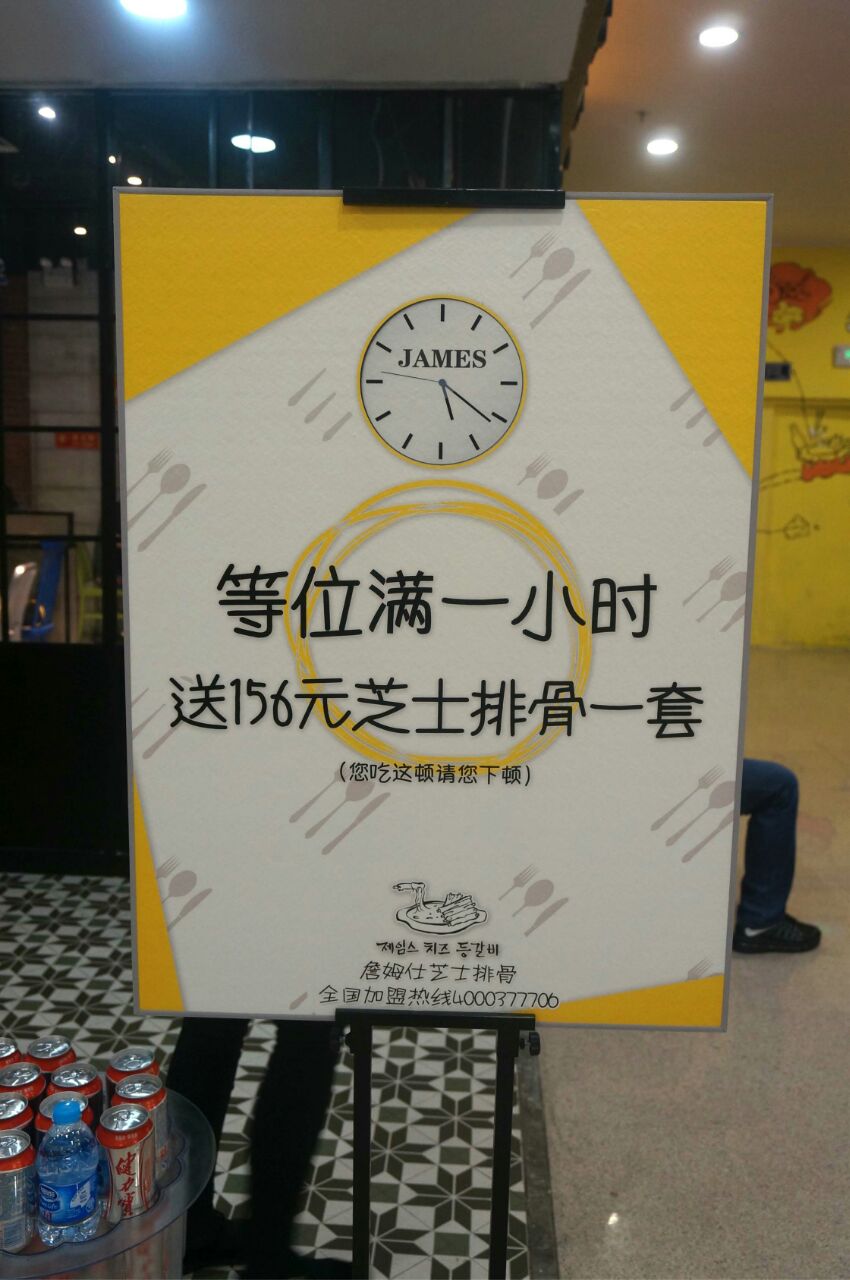 JAMES
等位满一小时
送156元芝士排骨一套
(您吃这顿请您下顿)
제임스 치즈 등갈비
詹姆仕芝士排骨
全国加盟热线4000377706
健力寶
Nestle